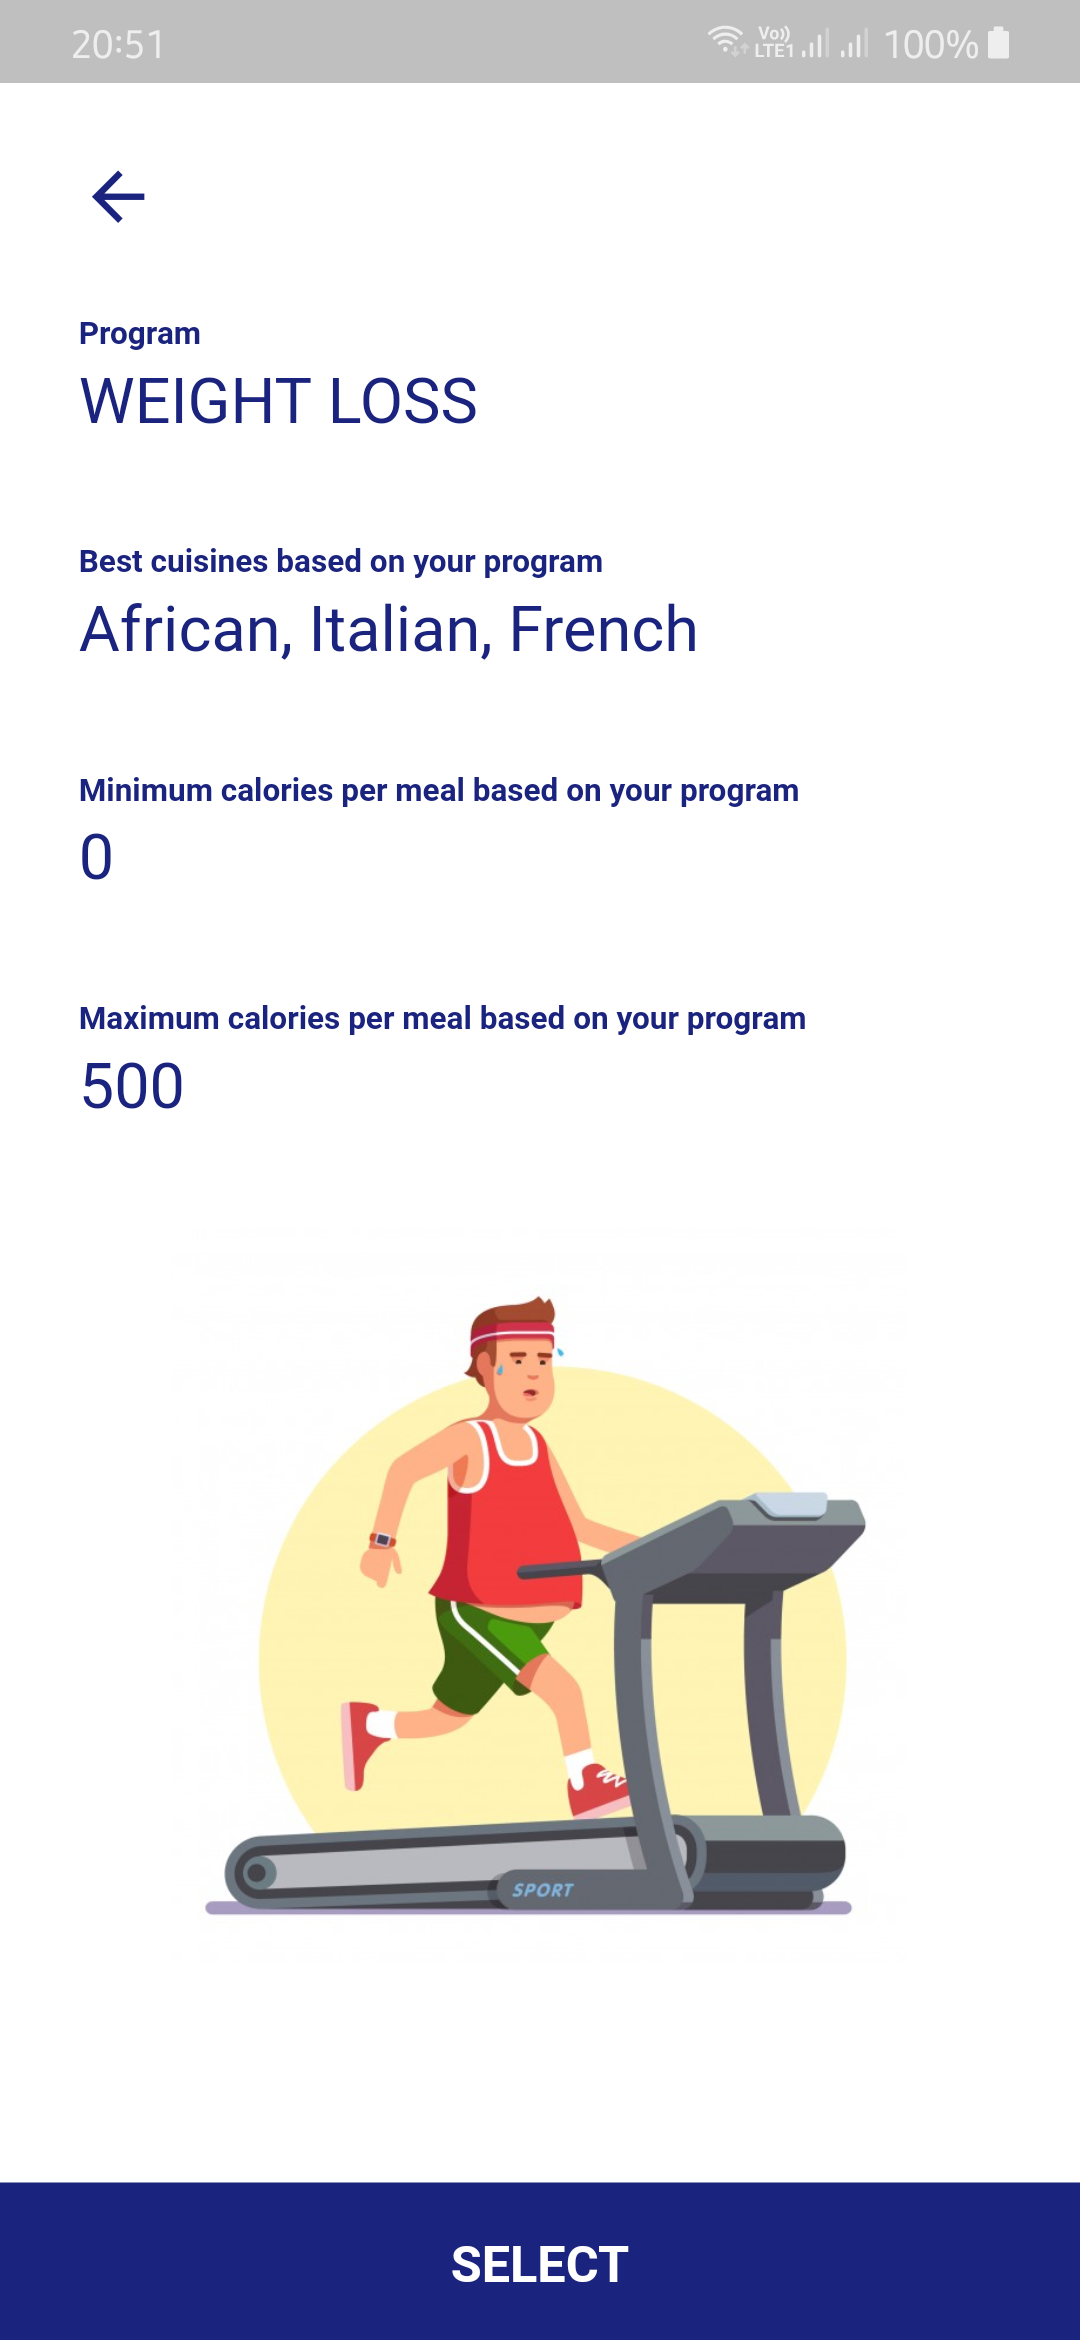 20:51
Vo))
LTE1
100%
Program
WEIGHT LOSS
Best cuisines based on your program
African, Italian, French
Minimum calories per meal based on your program
0
Maximum calories per meal based on your program
500
SPORT
SELECT